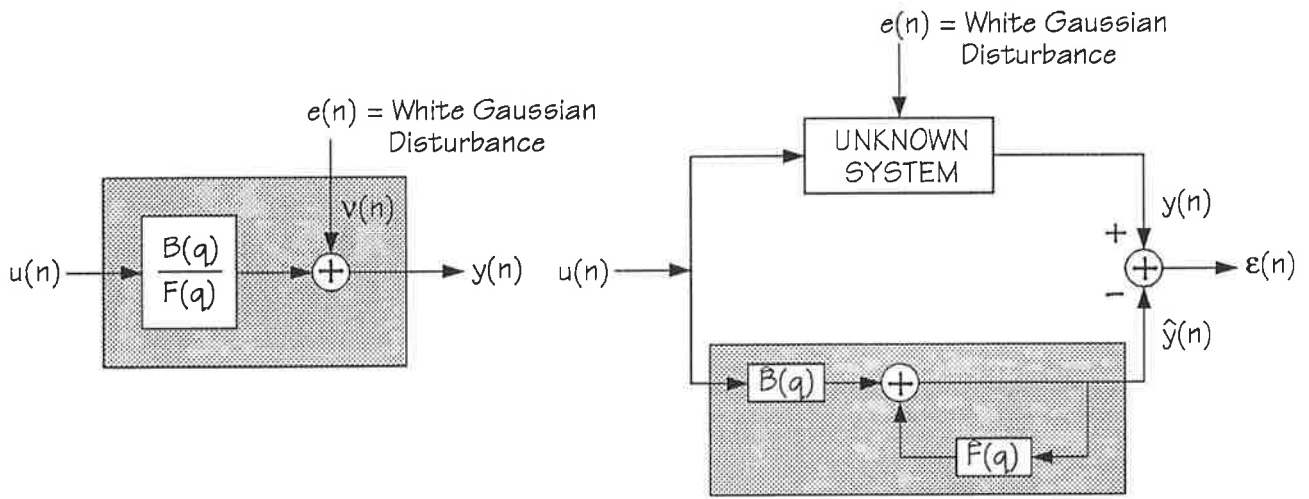 e(n) = White Gaussian
Disturbance
ν(n)
u(n)
B(q)
F(q)
+
y(n)
e(n) = White Gaussian
Disturbance
UNKNOWN
SYSTEM
u(n)
y(n)
+
+
ε(n)
−
ŷ(n)
B̂(q)
+
F̂(q)